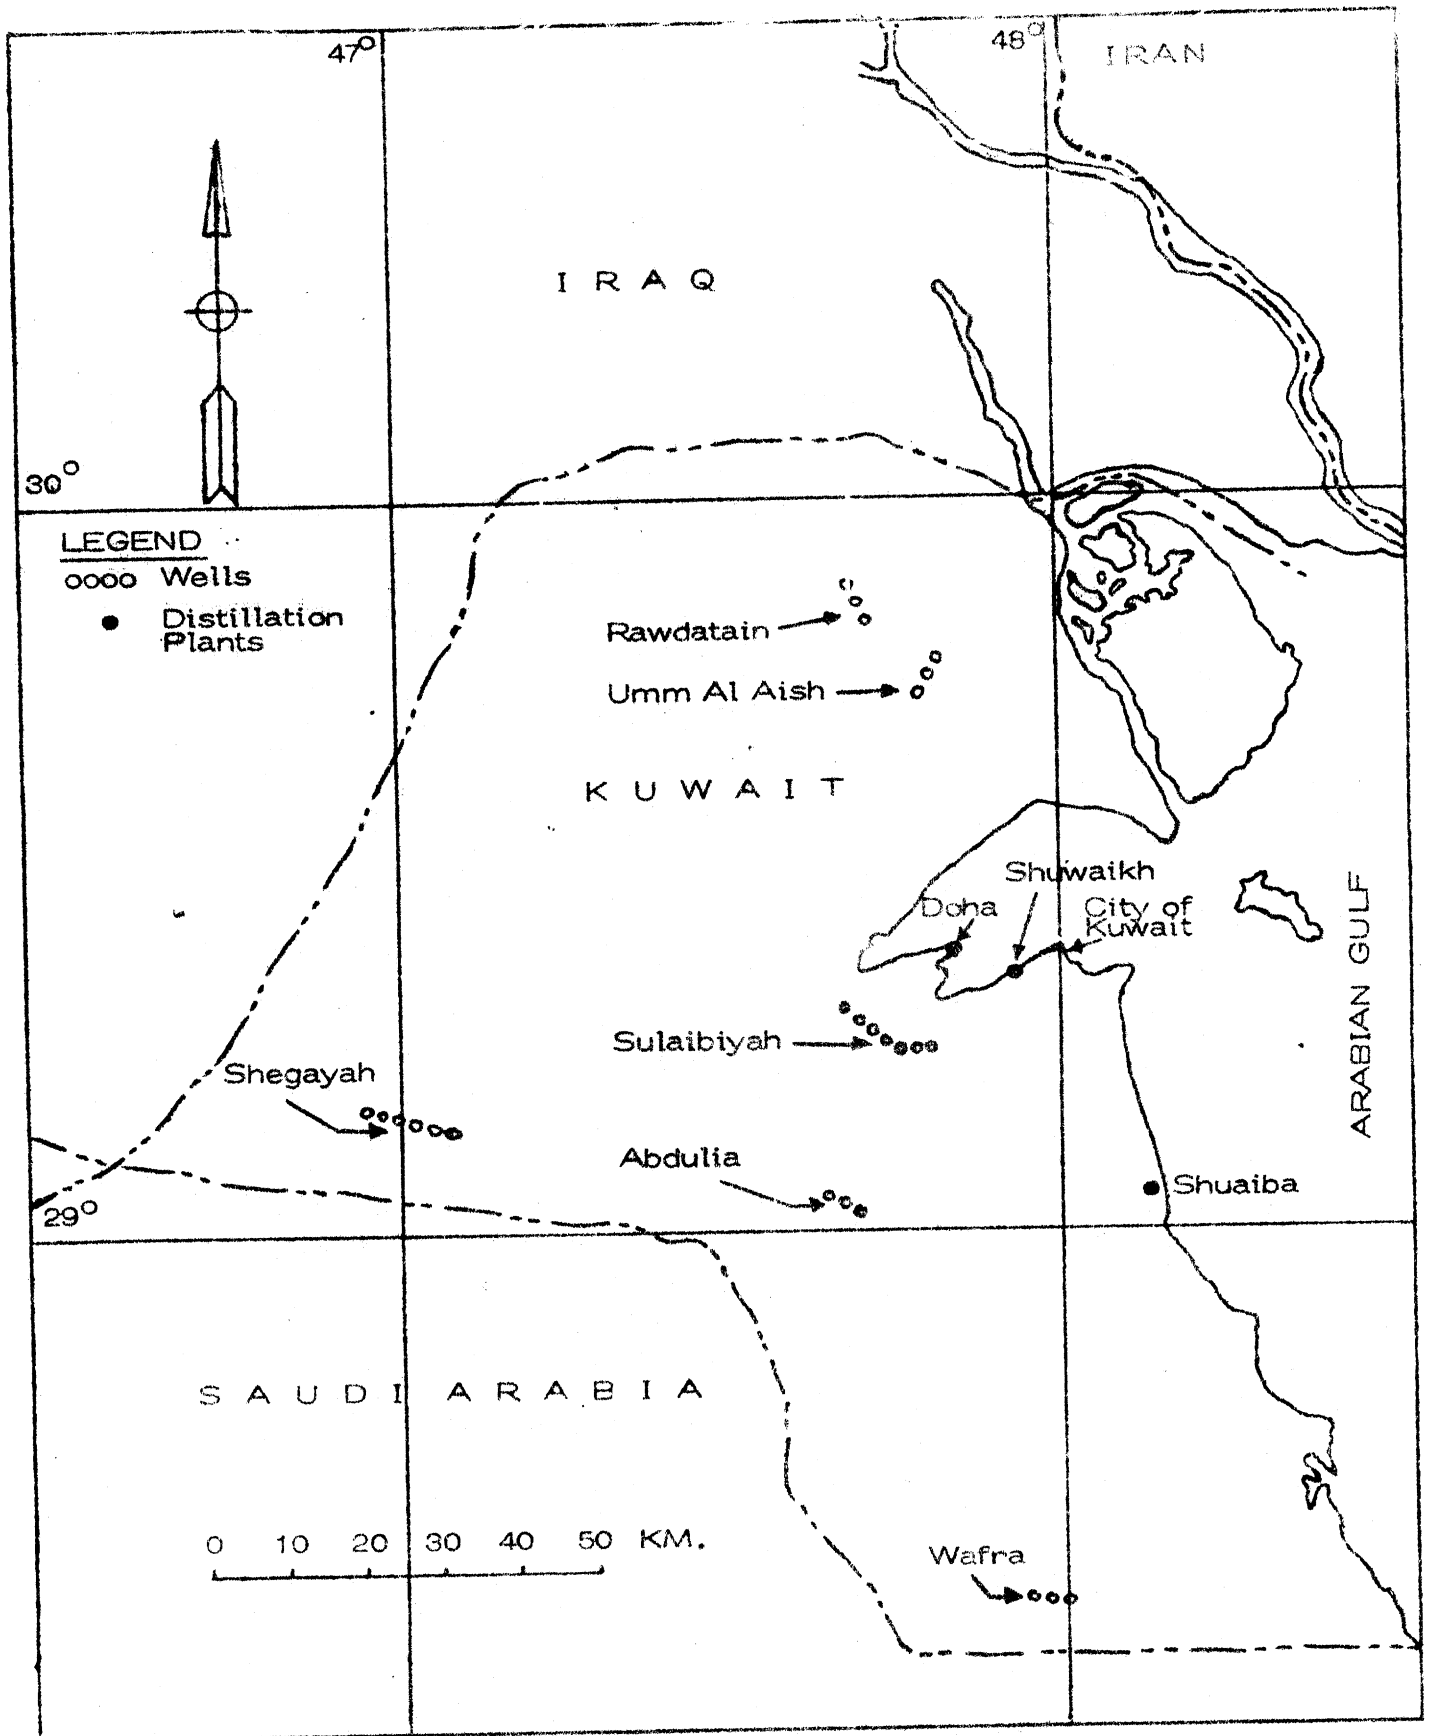 47°
48°
IRAN
IRAQ
30°
LEGEND
oooo Wells
● Distillation
Plants
Rawdatain
Umm Al Aish
KUWAIT
Shuwaikh
Doha
City of
Kuwait
ARABIAN GULF
Sulaibiyah
Shegayah
Abdulia
Shuaiba
29°
SAUDI ARABIA
0 10 20 30 40 50 KM.
Wafra